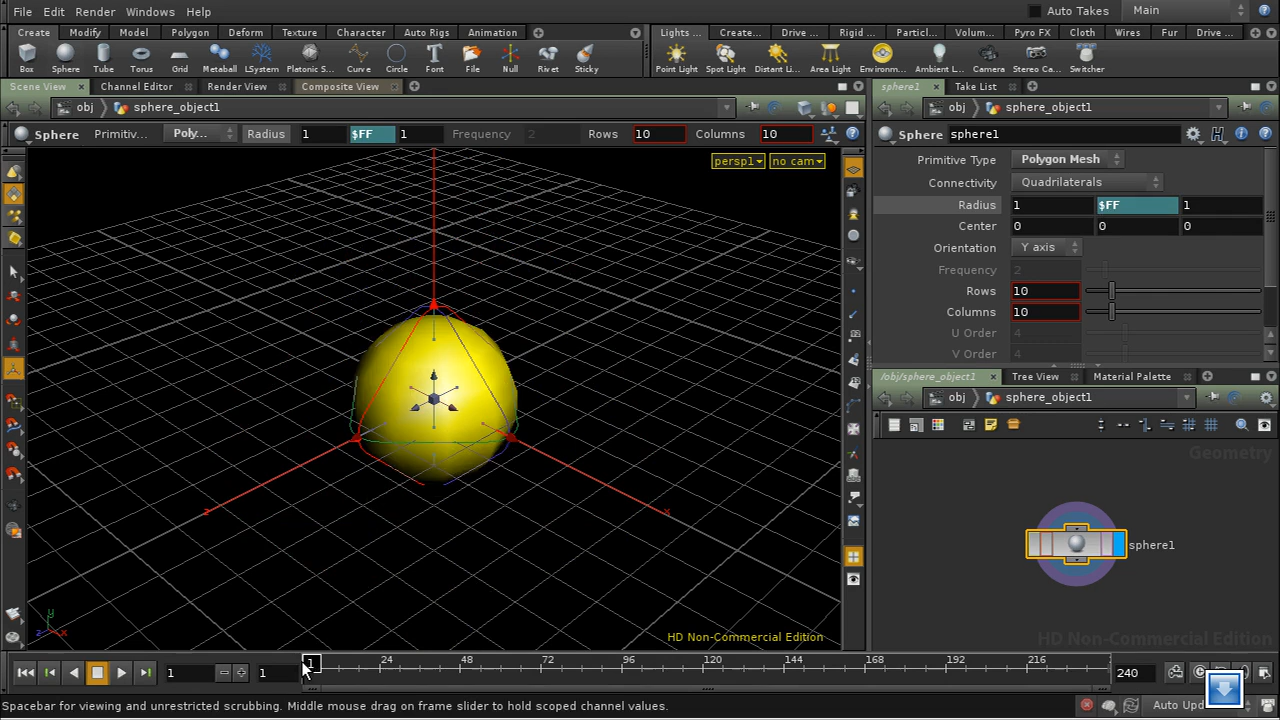 File Edit Render Windows Help Auto Takes Main
Create Modify Model Polygon Deform Texture Character Auto Rigs Animation Lights ... Create... Drive ... Rigid ... Particl... Volum... Pyro FX Cloth Wires Fur Drive ...
Box Sphere Tube Torus Grid Metaball LSystem Platonic S... Curve Circle Font File Null Rivet Sticky Point Light Spot Light Distant Li... Area Light Environm... Ambient L... Camera Stereo Ca... Switcher
Scene View Channel Editor Render View Composite View sphere1 Take List
obj sphere_object1 obj sphere_object1
Sphere Primitiv... Poly... Radius 1 $FF 1 Frequency 2 Rows 10 Columns 10 Sphere sphere1
persp1 no cam
Primitive Type Polygon Mesh
Connectivity Quadrilaterals
Radius 1 $FF 1
Center 0 0 0
Orientation Y axis
Frequency 2
Rows 10
Columns 10
U Order 4
V Order 4
/obj/sphere_object1 Tree View Material Palette
obj sphere_object1
Geometry
z x
sphere1
y
z x
HD Non-Commercial Edition HD Non-Commercial Edition
1 1 1 24 48 72 96 120 144 168 192 216 240
Spacebar for viewing and unrestricted scrubbing. Middle mouse drag on frame slider to hold scoped channel values. Auto Upd